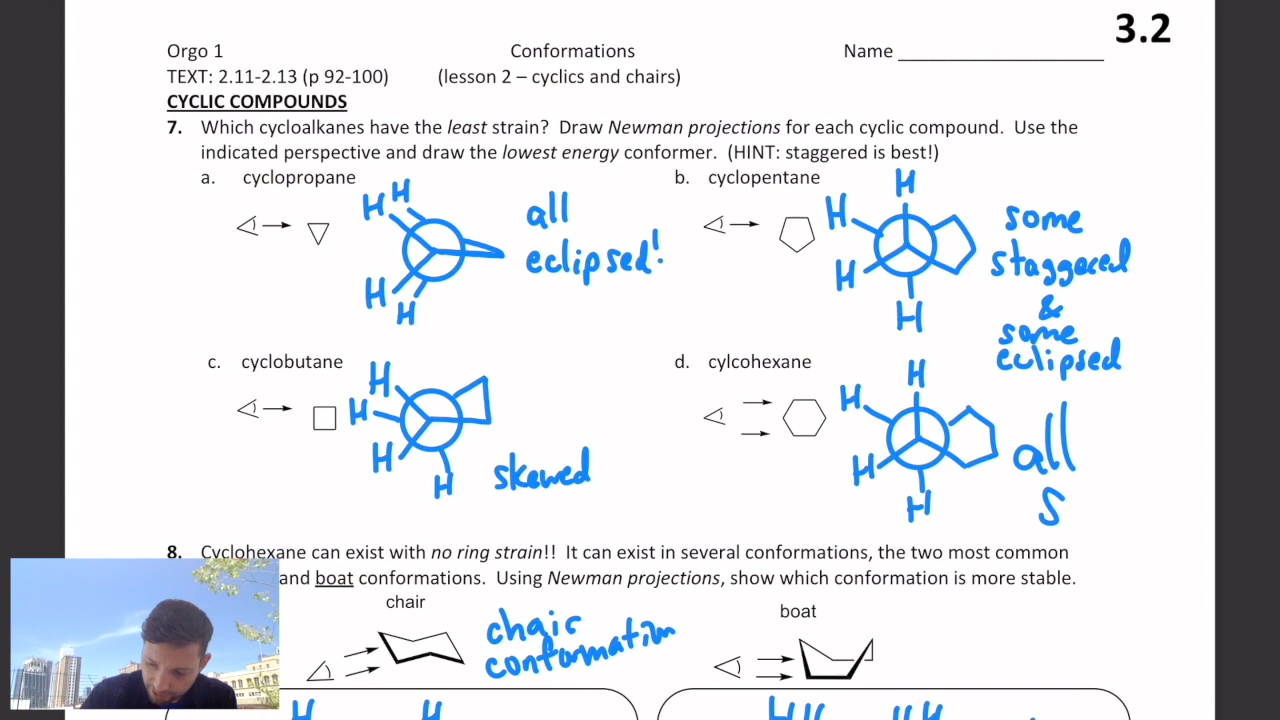 3.2
Orgo 1 Conformations Name ____________________
TEXT: 2.11-2.13 (p 92-100) (lesson 2 – cyclics and chairs)
CYCLIC COMPOUNDS
7. Which cycloalkanes have the least strain? Draw Newman projections for each cyclic compound. Use the
indicated perspective and draw the lowest energy conformer. (HINT: staggered is best!)
a. cyclopropane
H H
H
H
all
eclipsed!
b. cyclopentane
H
H
H
H
some
staggered
&
some
eclipsed
c. cyclobutane
H
H
H
H
skewed
d. cylcohexane
H
H
H
H
all
S
8. Cyclohexane can exist with no ring strain!! It can exist in several conformations, the two most common
and boat conformations. Using Newman projections, show which conformation is more stable.
chair
chair
conformation
boat
H H
H H